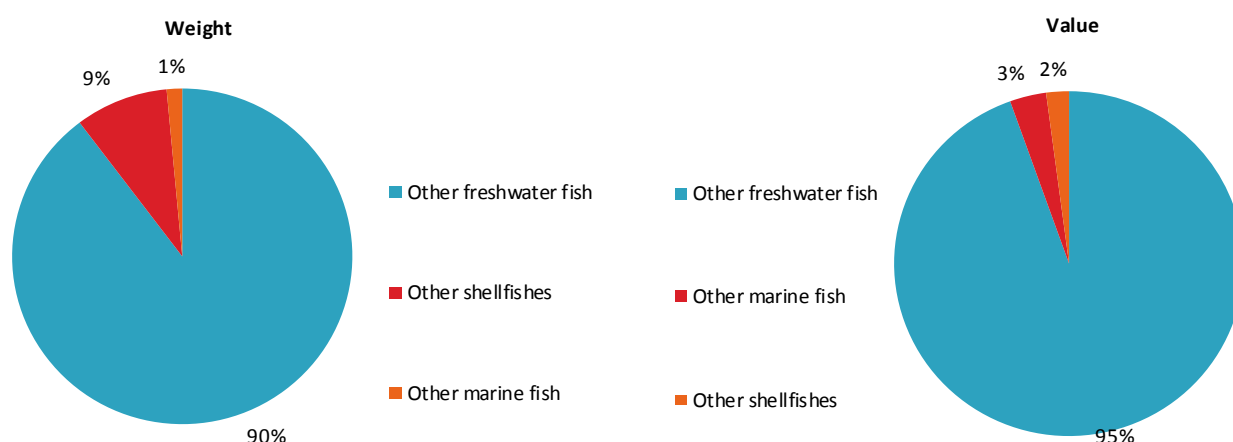 Weight
9%
1%
90%
Other freshwater fish
Other shellfishes
Other marine fish
Value
3%
2%
95%
Other freshwater fish
Other marine fish
Other shellfishes